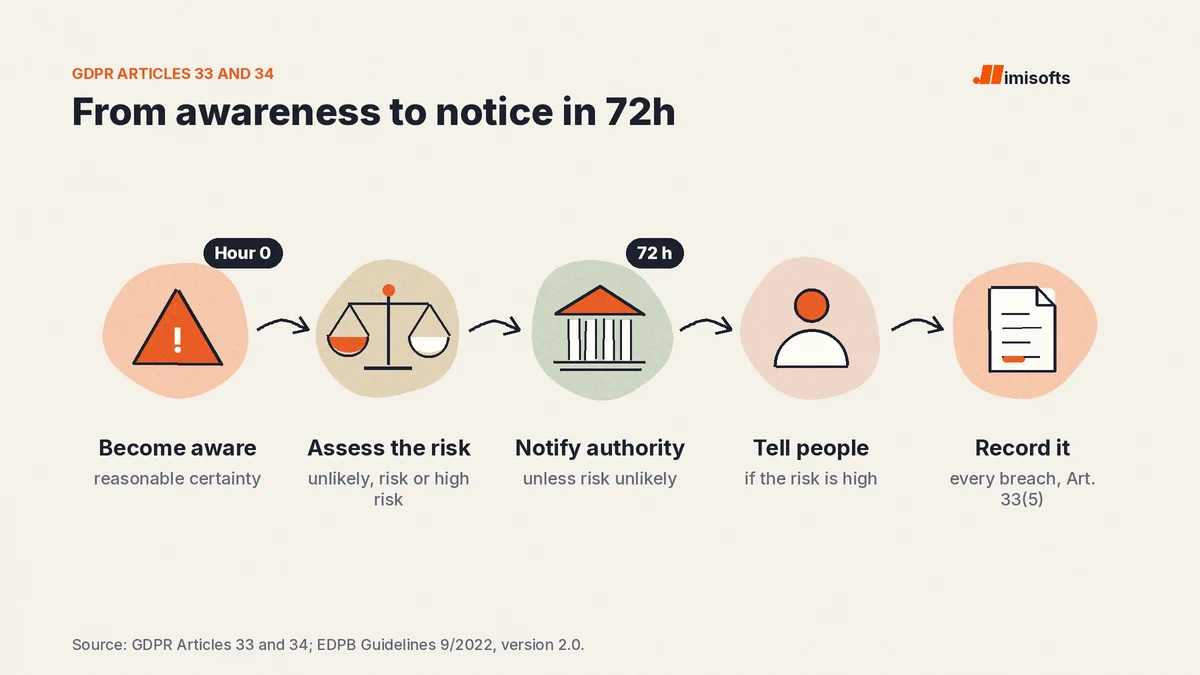 GDPR ARTICLES 33 AND 34
imisofts
From awareness to notice in 72h
Hour 0
72 h
!
Become aware
reasonable certainty
Assess the risk
unlikely, risk or high
risk
Notify authority
unless risk unlikely
Tell people
if the risk is high
Record it
every breach, Art.
33(5)
Source: GDPR Articles 33 and 34; EDPB Guidelines 9/2022, version 2.0.